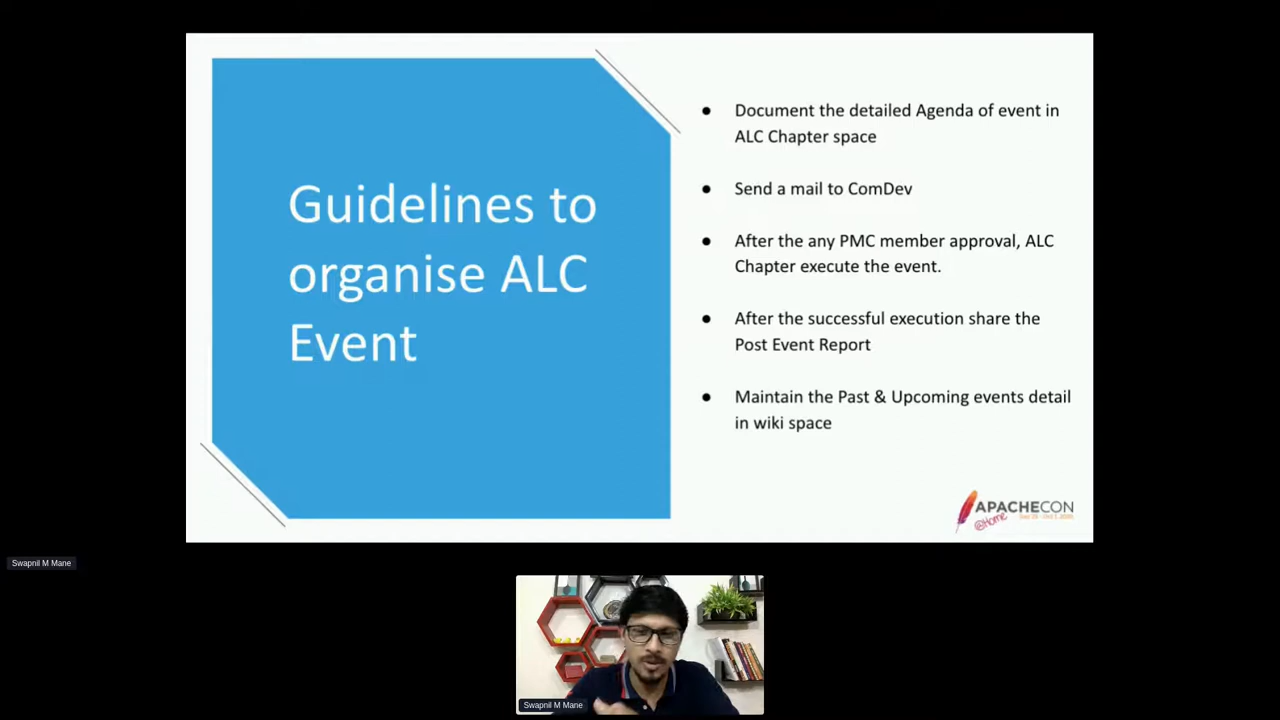 Guidelines to
organise ALC
Event
● Document the detailed Agenda of event in
ALC Chapter space
● Send a mail to ComDev
● After the any PMC member approval, ALC
Chapter execute the event.
● After the successful execution share the
Post Event Report
● Maintain the Past & Upcoming events detail
in wiki space
APACHECON
@Home
Swapnil M Mane
Swapnil M Mane